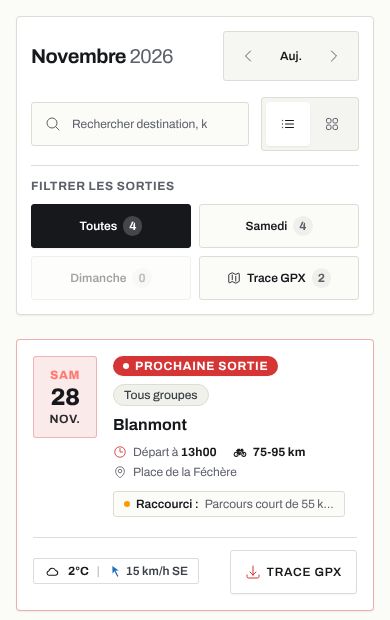 Novembre 2026
Auj.
Rechercher destination, k
FILTRER LES SORTIES
Toutes 4
Samedi 4
Dimanche 0
Trace GPX 2
SAM
28
NOV.
PROCHAINE SORTIE
Tous groupes
Blanmont
Départ à 13h00 75-95 km
Place de la Féchère
Raccourci : Parcours court de 55 k...
2°C | 15 km/h SE
TRACE GPX